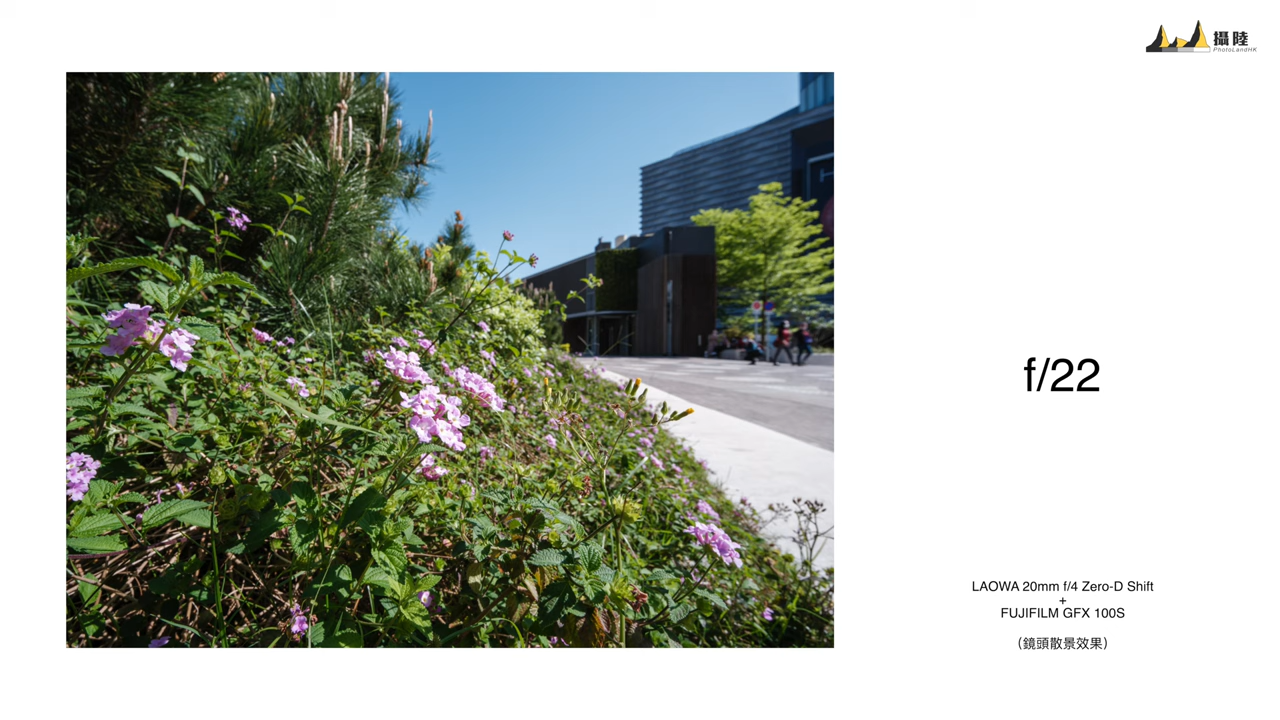 攝陸
PhotoLandHK
f/22
LAOWA 20mm f/4 Zero-D Shift
+
FUJIFILM GFX 100S
（鏡頭散景效果）